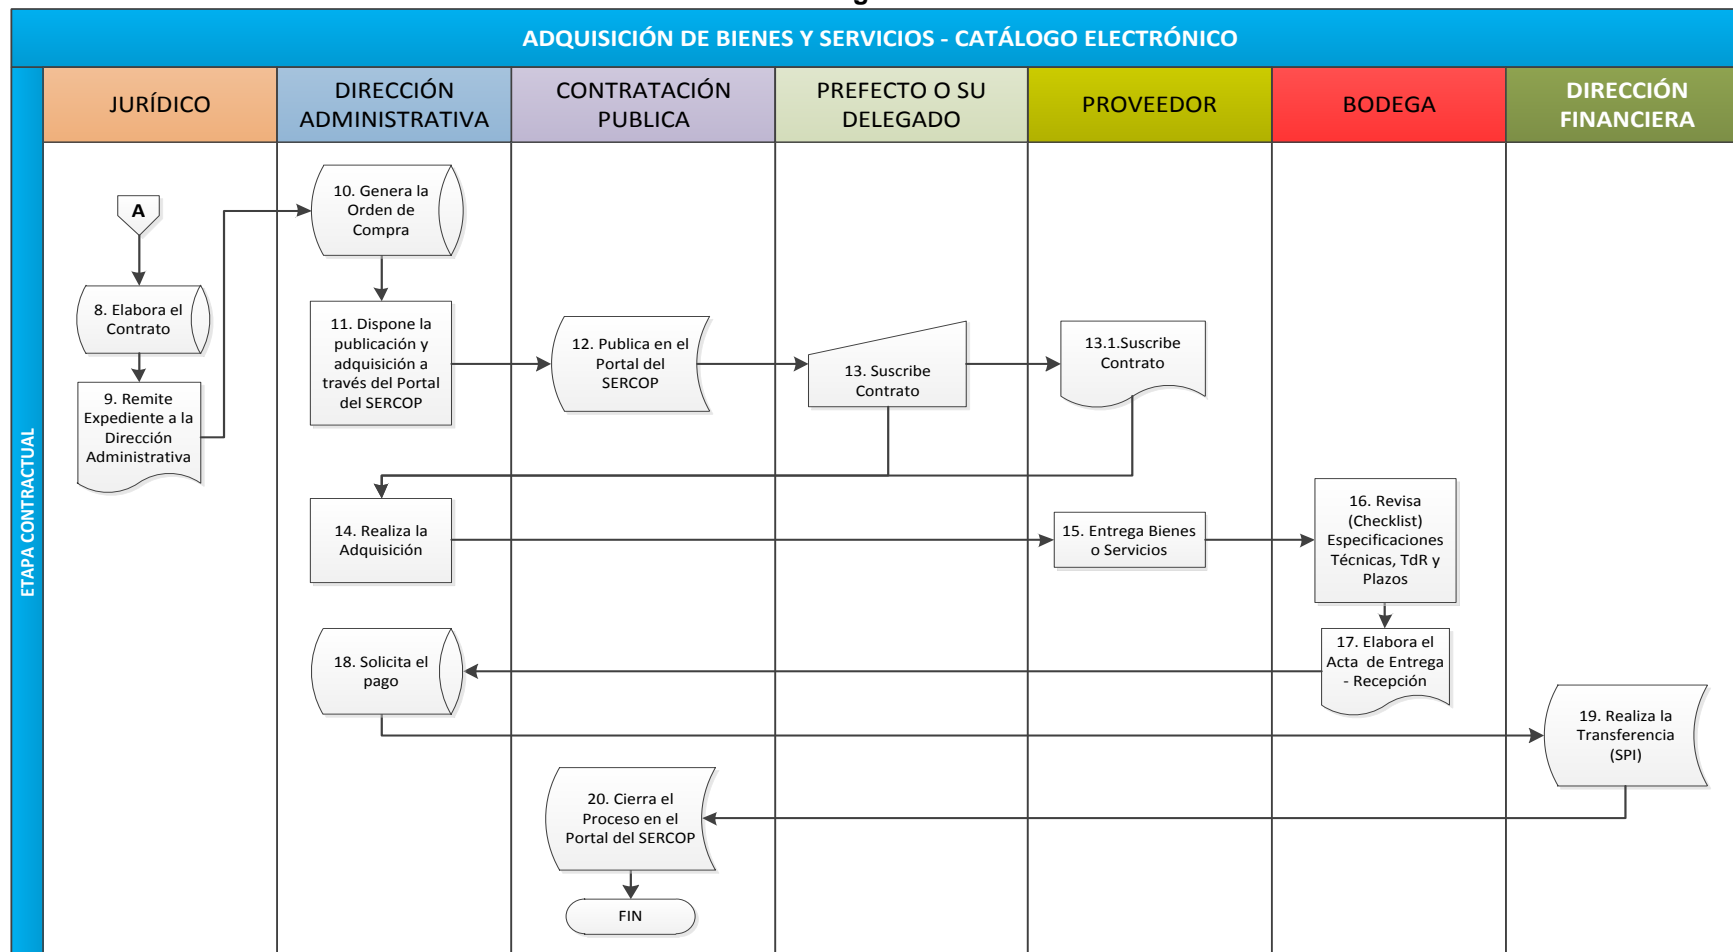 ADQUISICIÓN DE BIENES Y SERVICIOS - CATÁLOGO ELECTRÓNICO
ETAPA CONTRACTUAL
JURÍDICO
DIRECCIÓN
ADMINISTRATIVA
CONTRATACIÓN
PUBLICA
PREFECTO O SU
DELEGADO
PROVEEDOR
BODEGA
DIRECCIÓN
FINANCIERA
A
8. Elabora el
Contrato
9. Remite
Expediente a la
Dirección
Administrativa
10. Genera la
Orden de
Compra
11. Dispone la
publicación y
adquisición a
través del Portal
del SERCOP
12. Publica en el
Portal del
SERCOP
13. Suscribe
Contrato
13.1.Suscribe
Contrato
14. Realiza la
Adquisición
15. Entrega Bienes
o Servicios
16. Revisa
(Checklist)
Especificaciones
Técnicas, TdR y
Plazos
17. Elabora el
Acta de Entrega
- Recepción
18. Solicita el
pago
19. Realiza la
Transferencia
(SPI)
20. Cierra el
Proceso en el
Portal del SERCOP
FIN